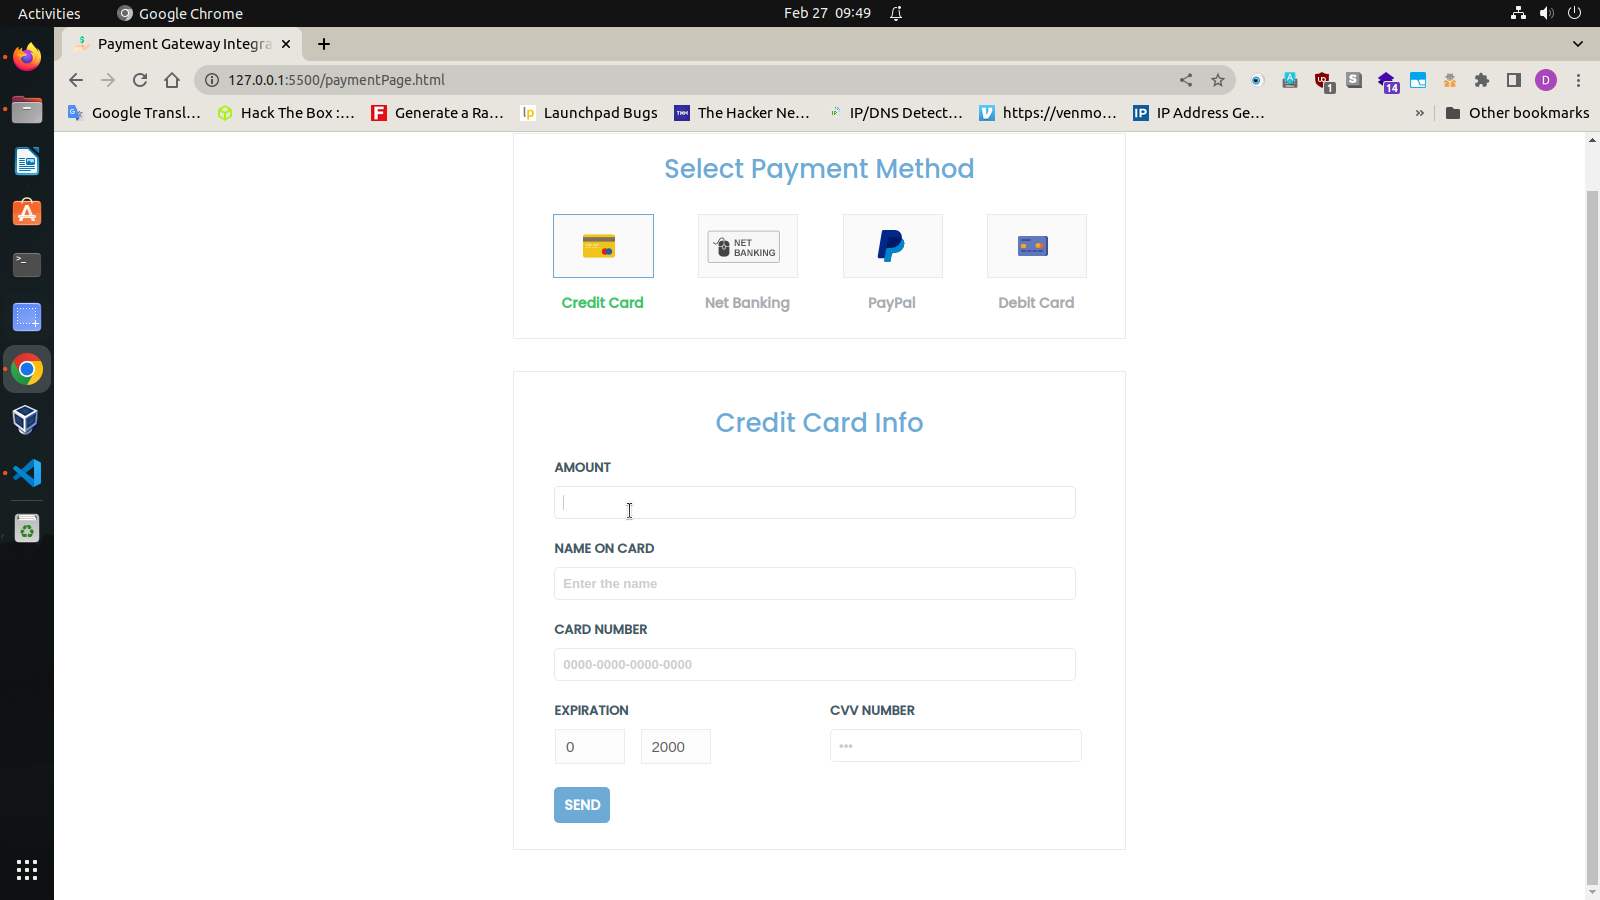 Activities Google Chrome Feb 27 09:49
Payment Gateway Integra
127.0.0.1:5500/paymentPage.html 1 14 D
Google Transl... Hack The Box :... Generate a Ra... Launchpad Bugs The Hacker Ne... IP/DNS Detect... https://venmo... IP Address Ge... » Other bookmarks
Select Payment Method
NET
BANKING
Credit Card Net Banking PayPal Debit Card
Credit Card Info
AMOUNT
NAME ON CARD
Enter the name
CARD NUMBER
0000-0000-0000-0000
EXPIRATION CVV NUMBER
0 2000 •••
SEND